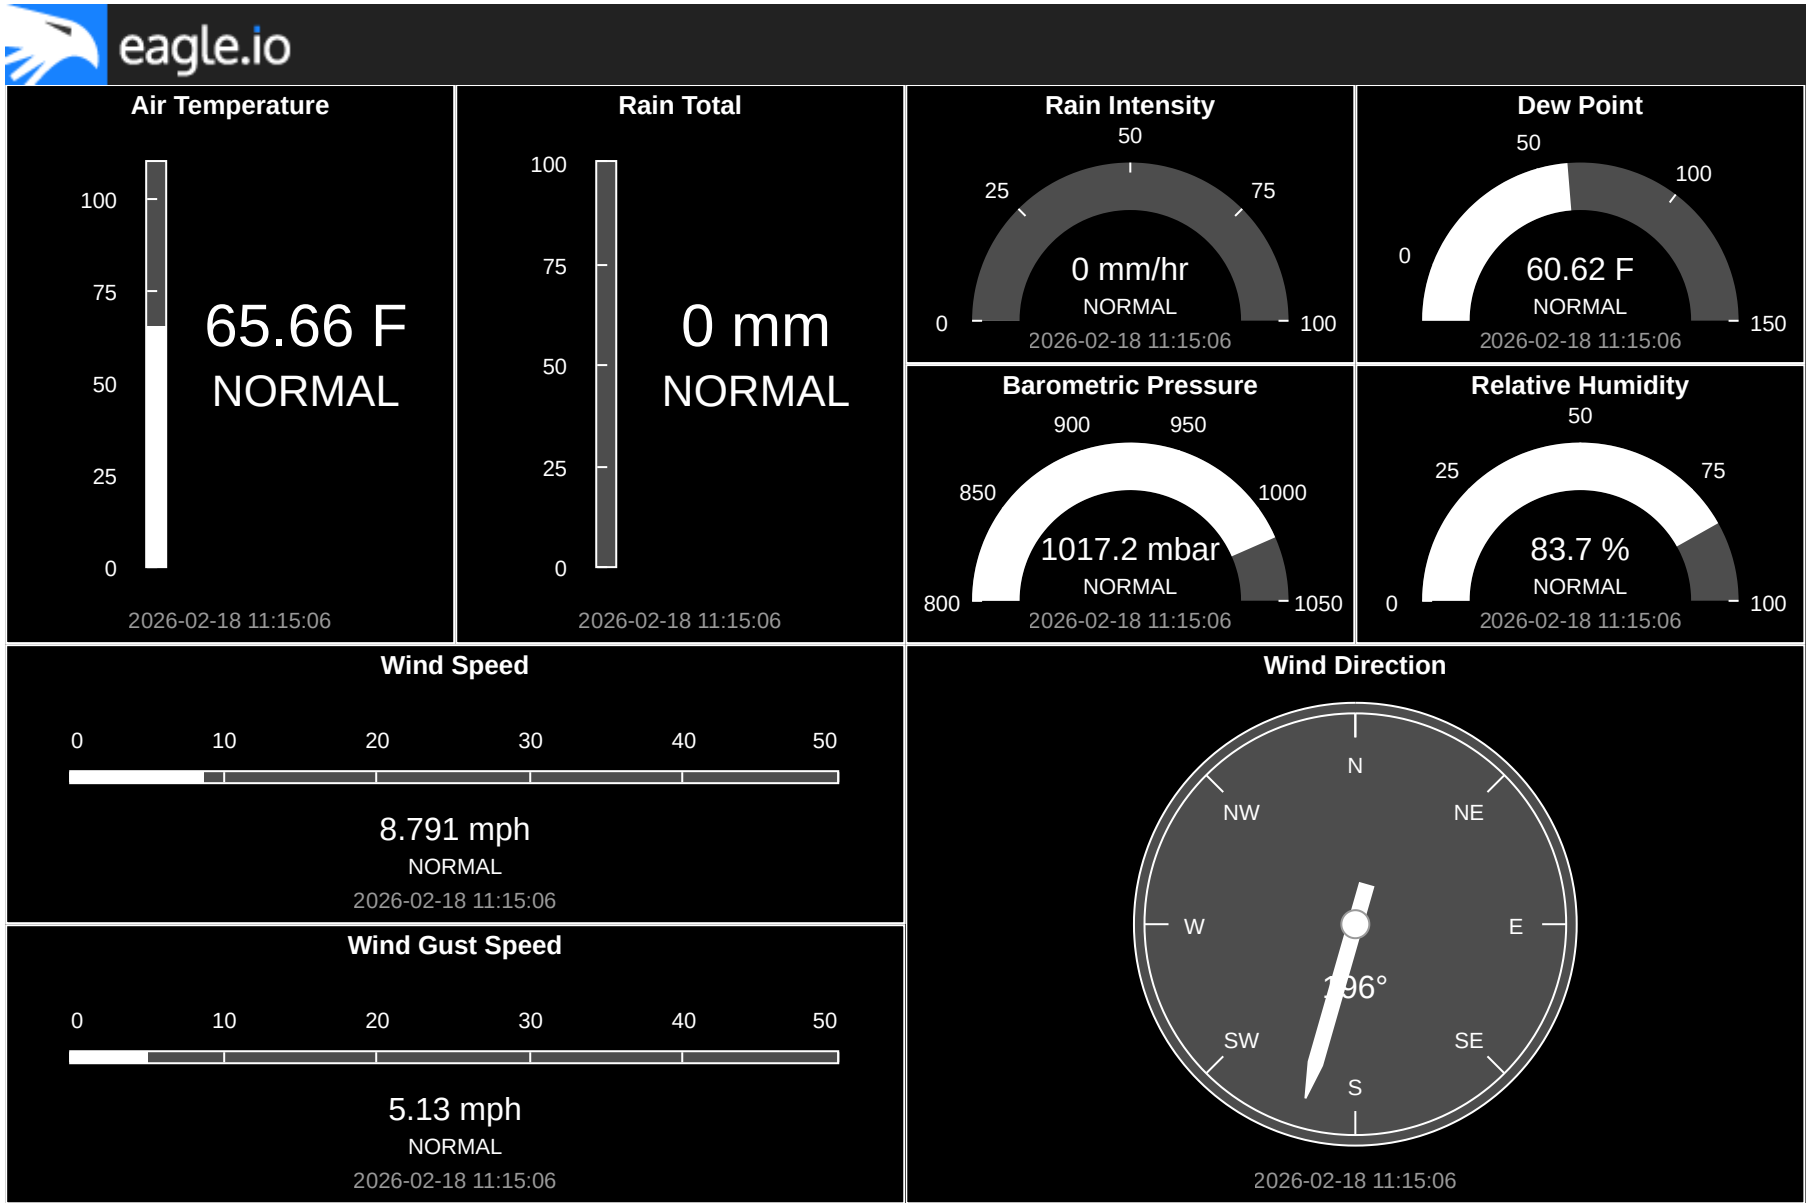 eagle.io
Air Temperature
100
75
50
25
0
65.66 F
NORMAL
2026-02-18 11:15:06
Rain Total
100
75
50
25
0
0 mm
NORMAL
2026-02-18 11:15:06
Rain Intensity
50
25
75
0
100
0 mm/hr
NORMAL
2026-02-18 11:15:06
Dew Point
50
100
0
150
60.62 F
NORMAL
2026-02-18 11:15:06
Barometric Pressure
900
950
850
1000
800
1050
1017.2 mbar
NORMAL
2026-02-18 11:15:06
Relative Humidity
50
25
75
0
100
83.7 %
NORMAL
2026-02-18 11:15:06
Wind Speed
0 10 20 30 40 50
8.791 mph
NORMAL
2026-02-18 11:15:06
Wind Gust Speed
0 10 20 30 40 50
5.13 mph
NORMAL
2026-02-18 11:15:06
Wind Direction
N
NW NE
W E
196°
SW SE
S
2026-02-18 11:15:06